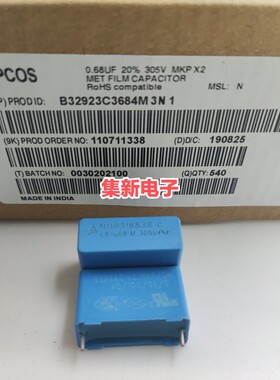 PCOS
0.68UF 20% 305V MKP X2
MET FILM CAPACITOR
RoHS compatible
MSL: N
P) PROD ID: B32923C3684M 3N 1
(9K) PROD ORDER NO: 110711338
(D)D/C: 190825
(T) BATCH NO: 0030202100
(Q)QTY: 540
MADE IN INDIA
集新电子